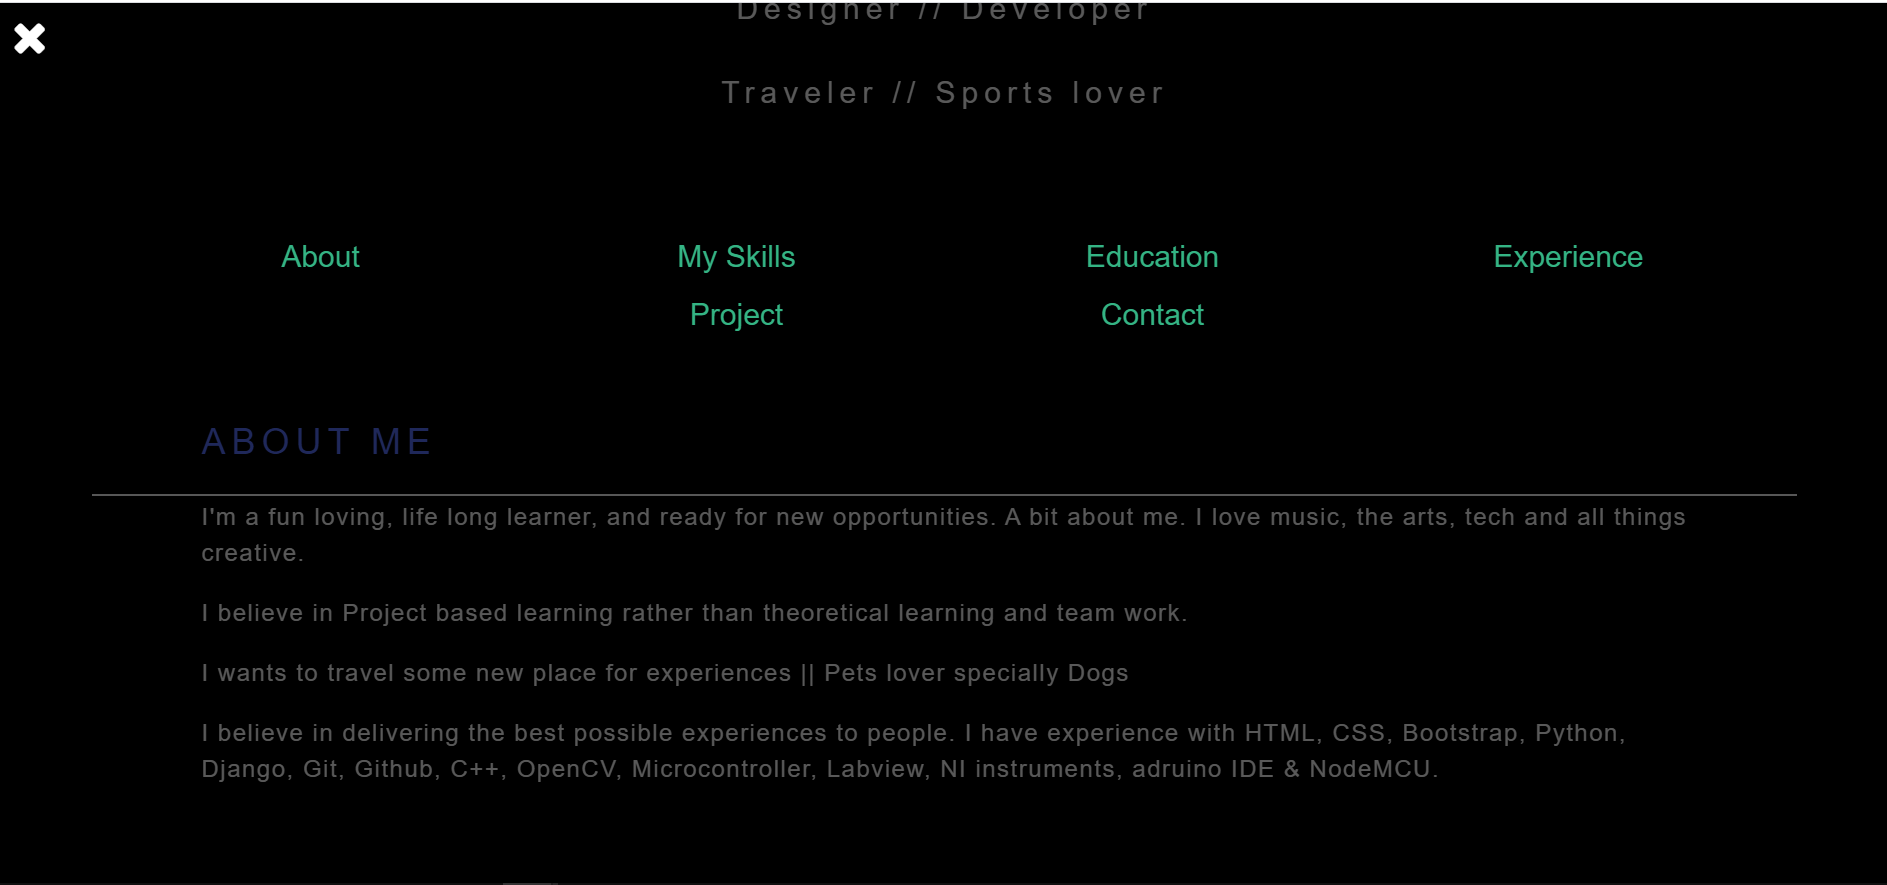 Designer // Developer
Traveler // Sports lover
About My Skills Education Experience
Project Contact
ABOUT ME
I'm a fun loving, life long learner, and ready for new opportunities. A bit about me. I love music, the arts, tech and all things
creative.
I believe in Project based learning rather than theoretical learning and team work.
I wants to travel some new place for experiences || Pets lover specially Dogs
I believe in delivering the best possible experiences to people. I have experience with HTML, CSS, Bootstrap, Python,
Django, Git, Github, C++, OpenCV, Microcontroller, Labview, NI instruments, adruino IDE & NodeMCU.